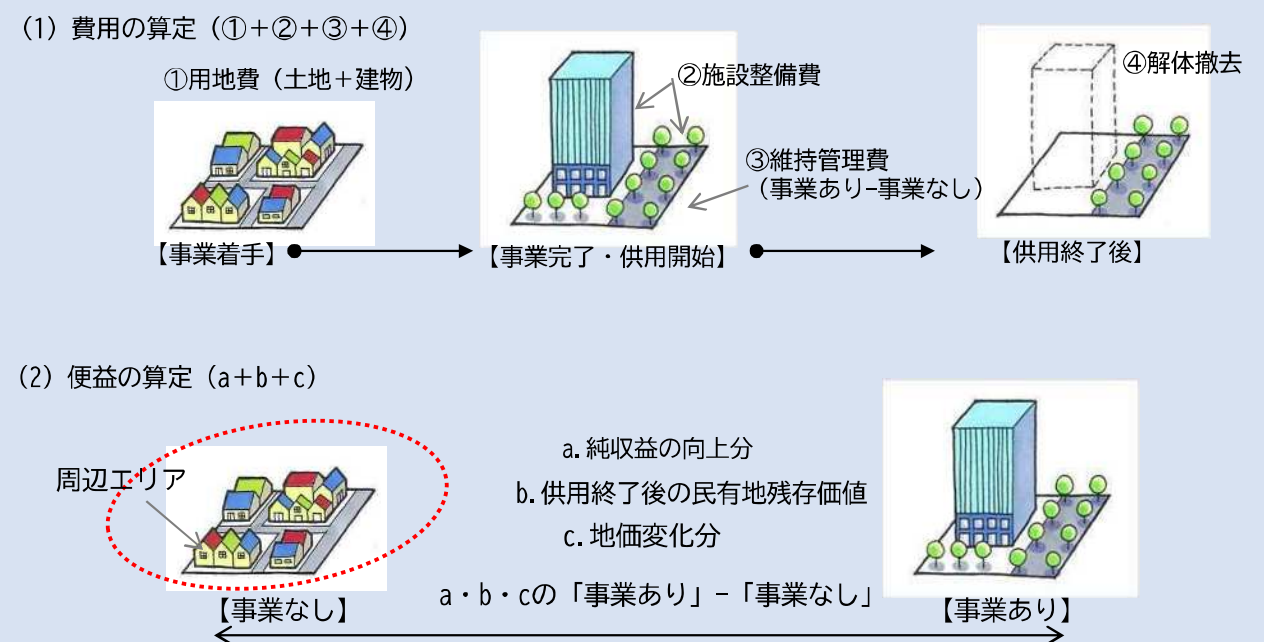 (1) 費用の算定（①＋②＋③＋④）
①用地費（土地＋建物）
②施設整備費
④解体撤去
③維持管理費
（事業あり−事業なし）
【事業着手】
【事業完了・供用開始】
【供用終了後】
(2) 便益の算定（a＋b＋c）
周辺エリア
a. 純収益の向上分
b. 供用終了後の民有地残存価値
c. 地価変化分
a・b・cの「事業あり」−「事業なし」
【事業なし】
【事業あり】